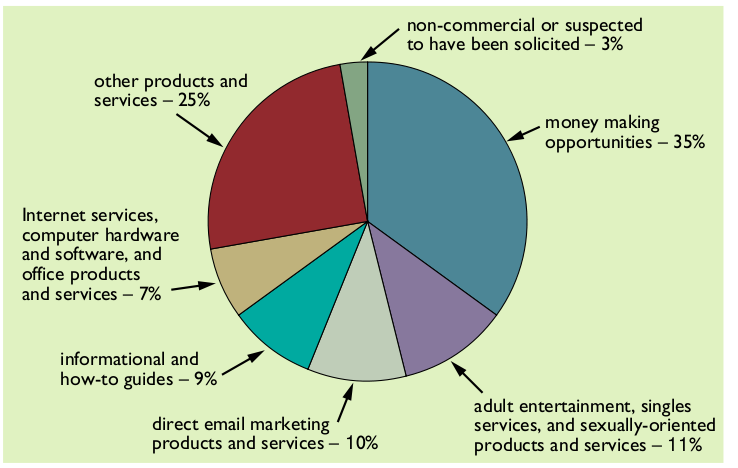 non-commercial or suspected
to have been solicited – 3%
money making
opportunities – 35%
adult entertainment, singles
services, and sexually-oriented
products and services – 11%
direct email marketing
products and services – 10%
informational and
how-to guides – 9%
Internet services,
computer hardware
and software, and
office products
and services – 7%
other products and
services – 25%